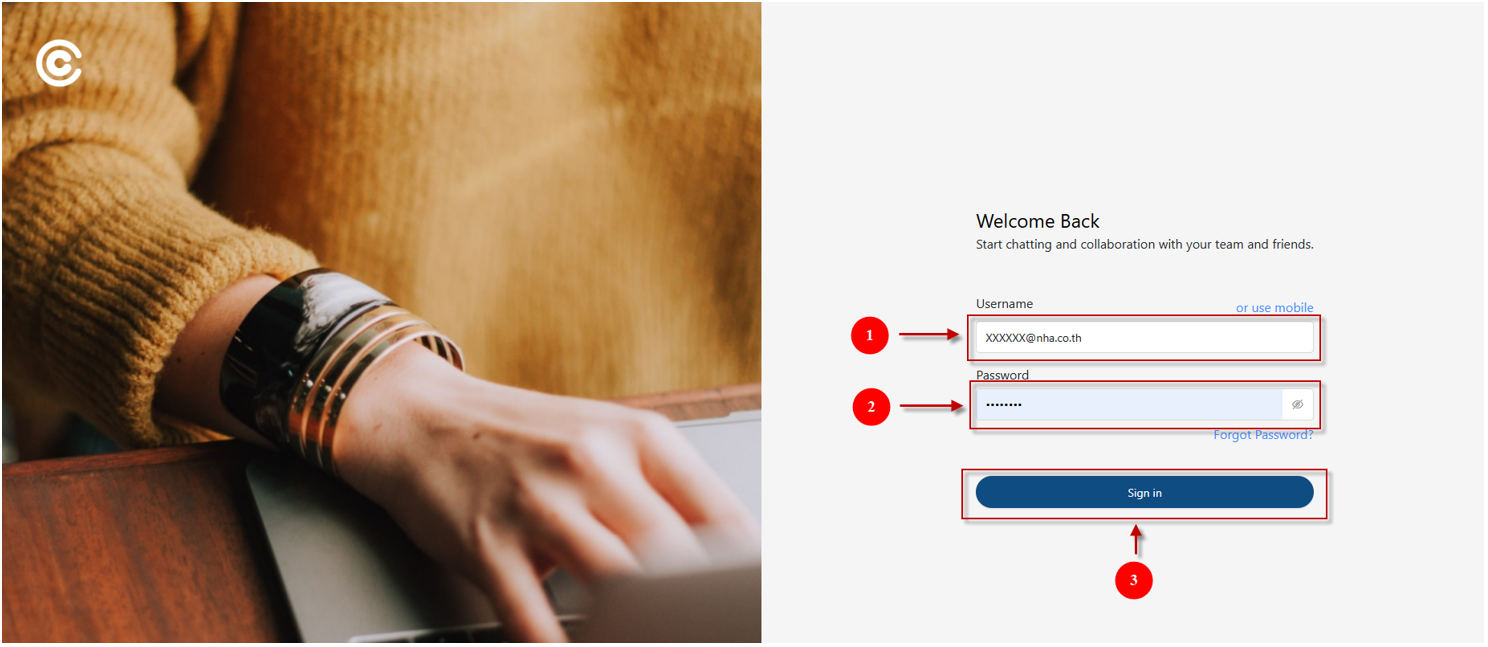 Welcome Back
Start chatting and collaboration with your team and friends.
Username
or use mobile
1
XXXXXX@nha.co.th
Password
2
••••••••
Forgot Password?
Sign in
3